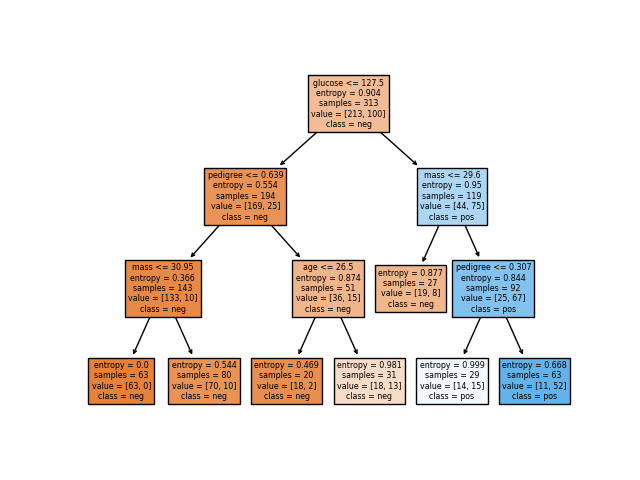 glucose <= 127.5
entropy = 0.904
samples = 313
value = [213, 100]
class = neg
pedigree <= 0.639
entropy = 0.554
samples = 194
value = [169, 25]
class = neg
mass <= 29.6
entropy = 0.95
samples = 119
value = [44, 75]
class = pos
mass <= 30.95
entropy = 0.366
samples = 143
value = [133, 10]
class = neg
age <= 26.5
entropy = 0.874
samples = 51
value = [36, 15]
class = neg
entropy = 0.877
samples = 27
value = [19, 8]
class = neg
pedigree <= 0.307
entropy = 0.844
samples = 92
value = [25, 67]
class = pos
entropy = 0.0
samples = 63
value = [63, 0]
class = neg
entropy = 0.544
samples = 80
value = [70, 10]
class = neg
entropy = 0.469
samples = 20
value = [18, 2]
class = neg
entropy = 0.981
samples = 31
value = [18, 13]
class = neg
entropy = 0.999
samples = 29
value = [14, 15]
class = pos
entropy = 0.668
samples = 63
value = [11, 52]
class = pos